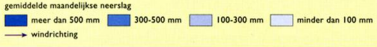 gemiddelde maandelijkse neerslag
meer dan 500 mm 300-500 mm 100-300 mm minder dan 100 mm
windrichting